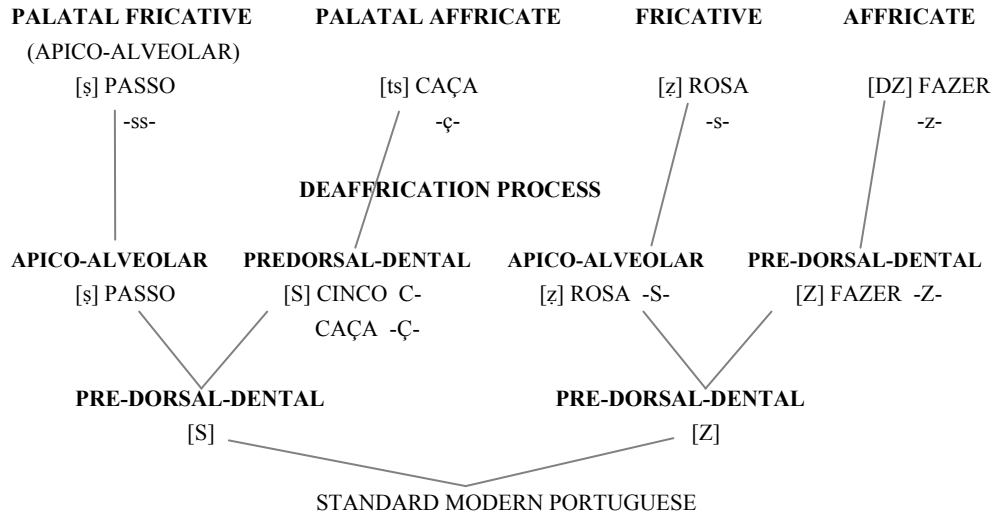 PALATAL FRICATIVE PALATAL AFFRICATE FRICATIVE AFFRICATE
(APICO-ALVEOLAR)
[ṣ] PASSO [ts] CAÇA [ẓ] ROSA [DZ] FAZER
-ss- -ç- -s- -z-
DEAFFRICATION PROCESS
APICO-ALVEOLAR PREDORSAL-DENTAL APICO-ALVEOLAR PRE-DORSAL-DENTAL
[ṣ] PASSO [S] CINCO C- [ẓ] ROSA -S- [Z] FAZER -Z-
CAÇA -Ç-
PRE-DORSAL-DENTAL PRE-DORSAL-DENTAL
[S] [Z]
STANDARD MODERN PORTUGUESE